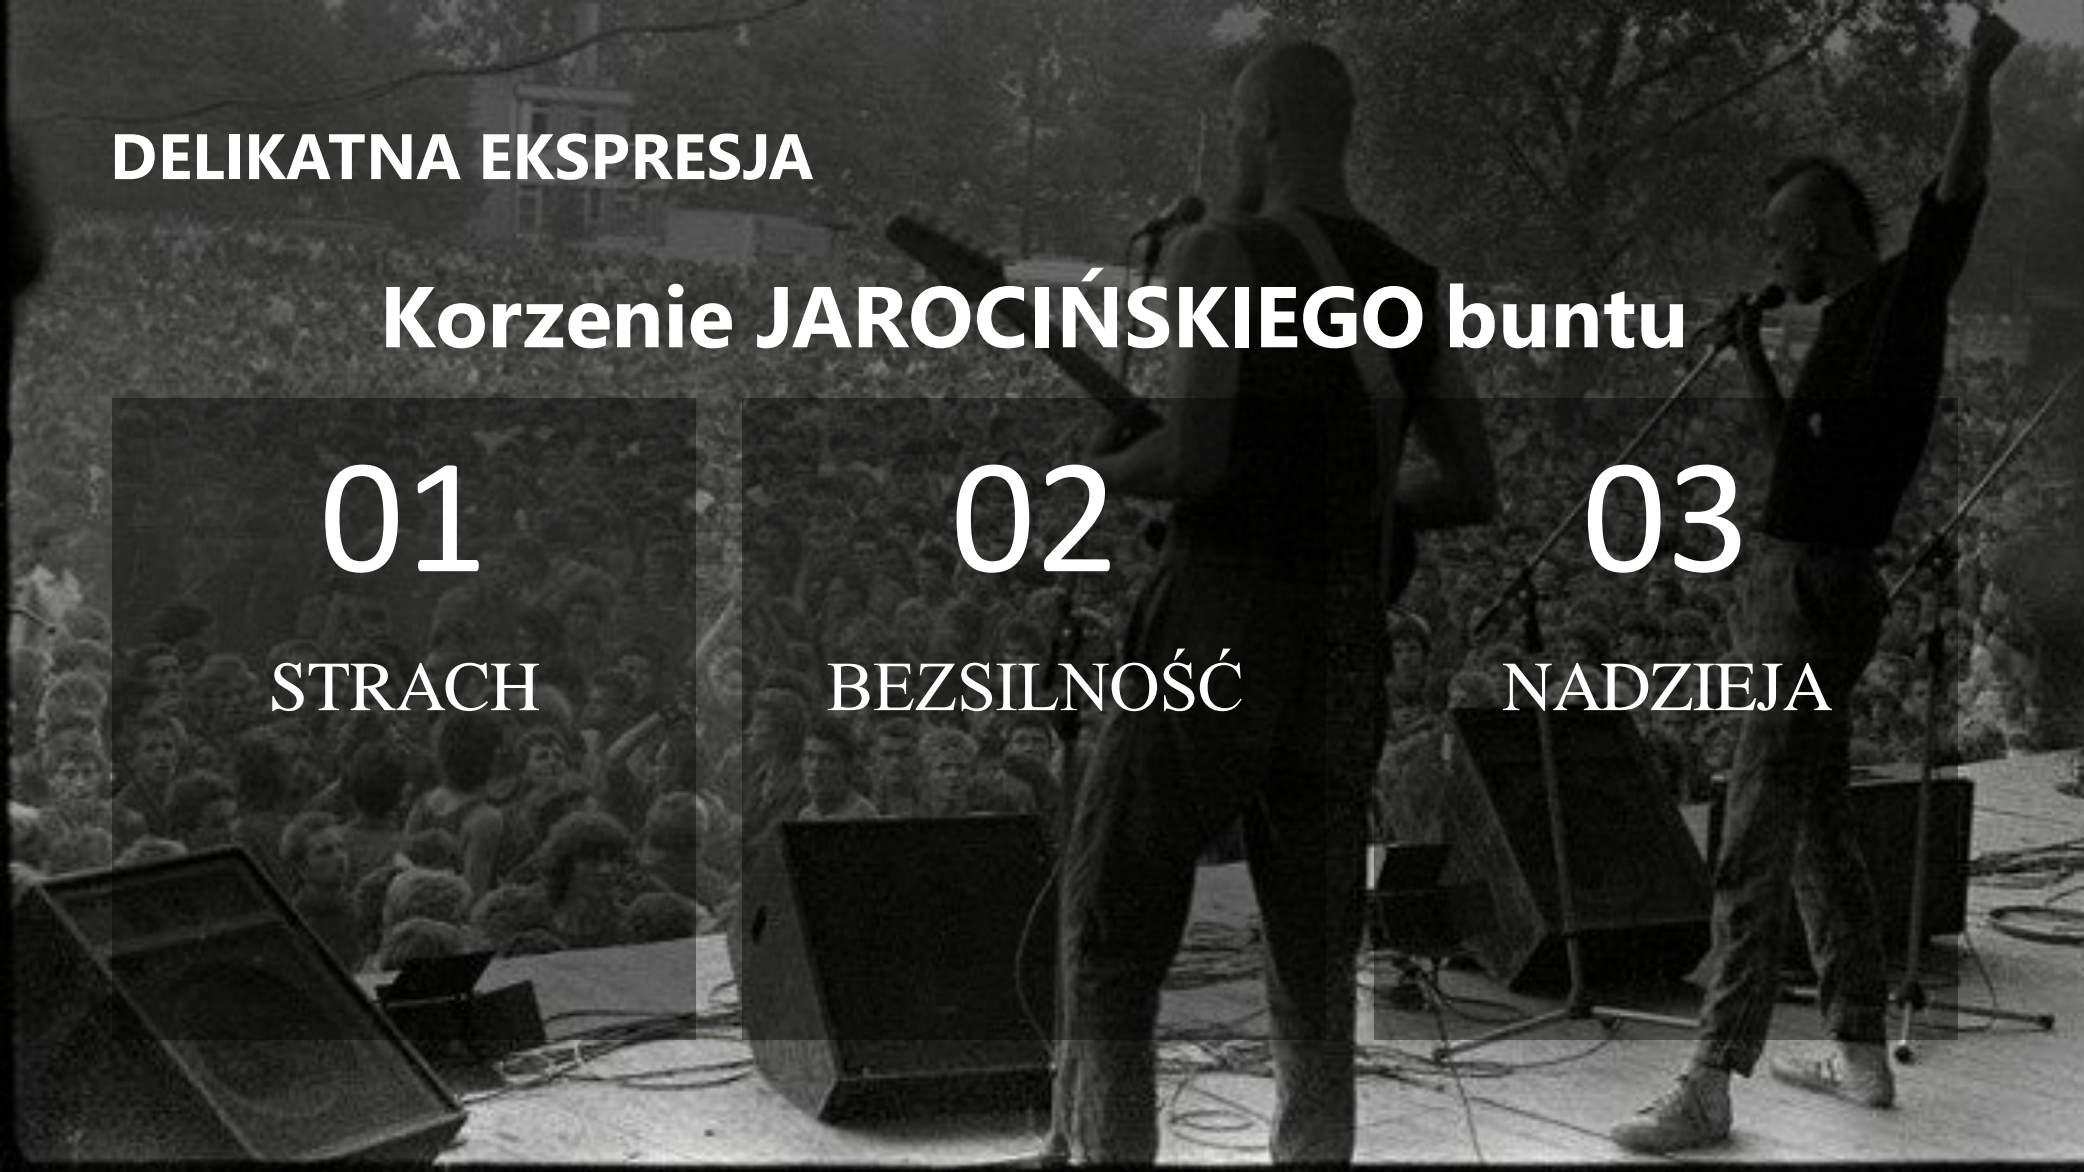 DELIKATNA EKSPRESJA
Korzenie JAROCIŃSKIEGO buntu
01
STRACH
02
BEZSILNOŚĆ
03
NADZIEJA